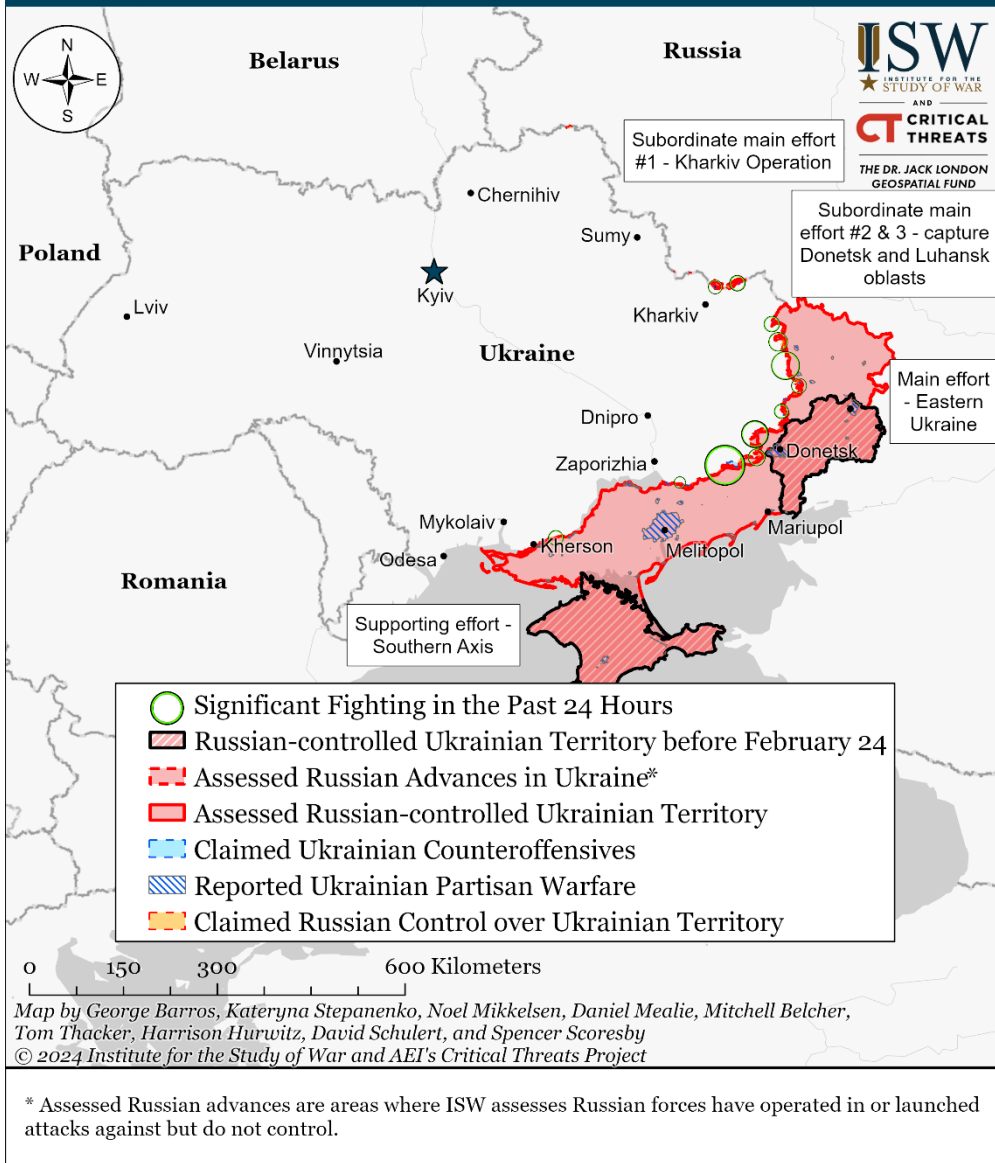 N
W
E
S
Belarus
Russia
ISW
INSTITUTE FOR THE
STUDY OF WAR
AND
CT CRITICAL
THREATS
THE DR. JACK LONDON
GEOSPATIAL FUND
Subordinate main effort
#1 - Kharkiv Operation
Subordinate main
effort #2 & 3 - capture
Donetsk and Luhansk
oblasts
Chernihiv
Sumy
Poland
Kyiv
Lviv
Kharkiv
Vinnytsia
Ukraine
Main effort
- Eastern
Ukraine
Dnipro
Donetsk
Zaporizhia
Mykolaiv
Mariupol
Kherson
Melitopol
Odesa
Romania
Supporting effort -
Southern Axis
Significant Fighting in the Past 24 Hours
Russian-controlled Ukrainian Territory before February 24
Assessed Russian Advances in Ukraine*
Assessed Russian-controlled Ukrainian Territory
Claimed Ukrainian Counteroffensives
Reported Ukrainian Partisan Warfare
Claimed Russian Control over Ukrainian Territory
0 150 300 600 Kilometers
Map by George Barros, Kateryna Stepanenko, Noel Mikkelsen, Daniel Mealie, Mitchell Belcher,
Tom Thacker, Harrison Hurwitz, David Schulert, and Spencer Scoresby
© 2024 Institute for the Study of War and AEI's Critical Threats Project
* Assessed Russian advances are areas where ISW assesses Russian forces have operated in or launched
attacks against but do not control.